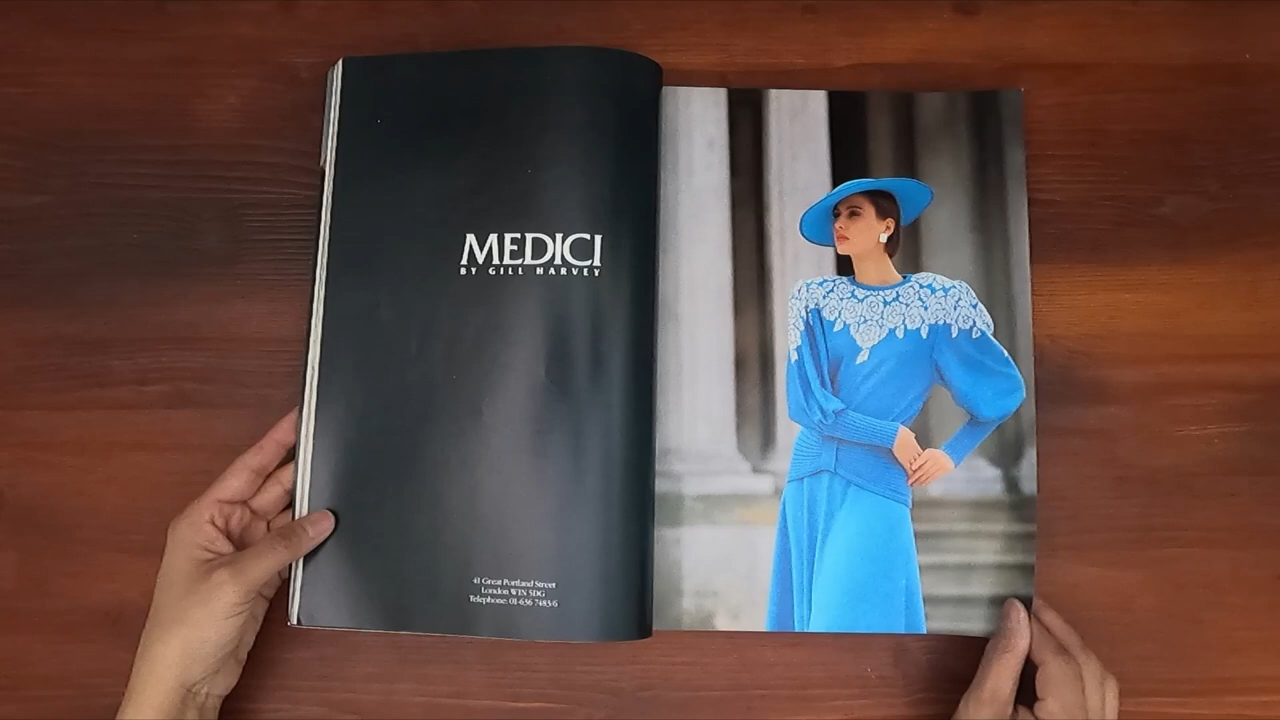 MEDICI
BY GILL HARVEY
41 Great Portland Street
London W1N 5DG
Telephone: 01-636 7483/6